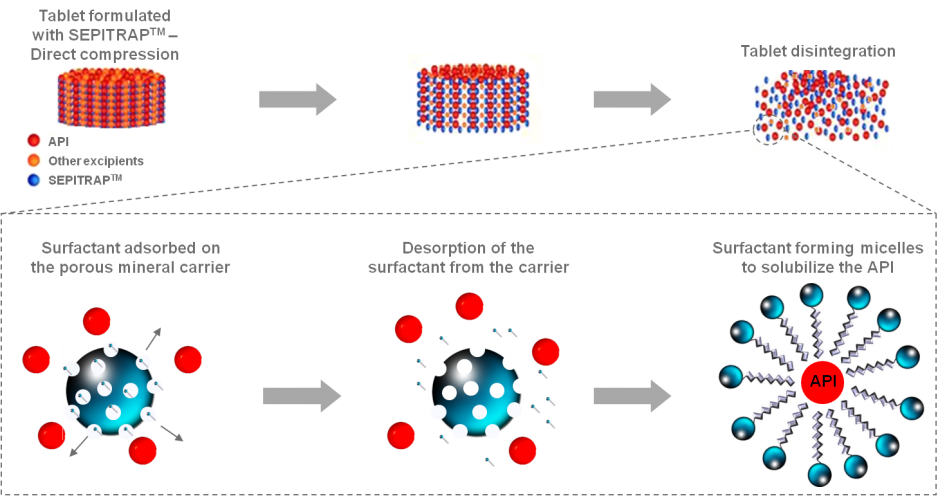 Tablet formulated
with SEPITRAP™ –
Direct compression
Tablet disintegration
API
Other excipients
SEPITRAP™
Surfactant adsorbed on
the porous mineral carrier
Desorption of the
surfactant from the carrier
Surfactant forming micelles
to solubilize the API
API